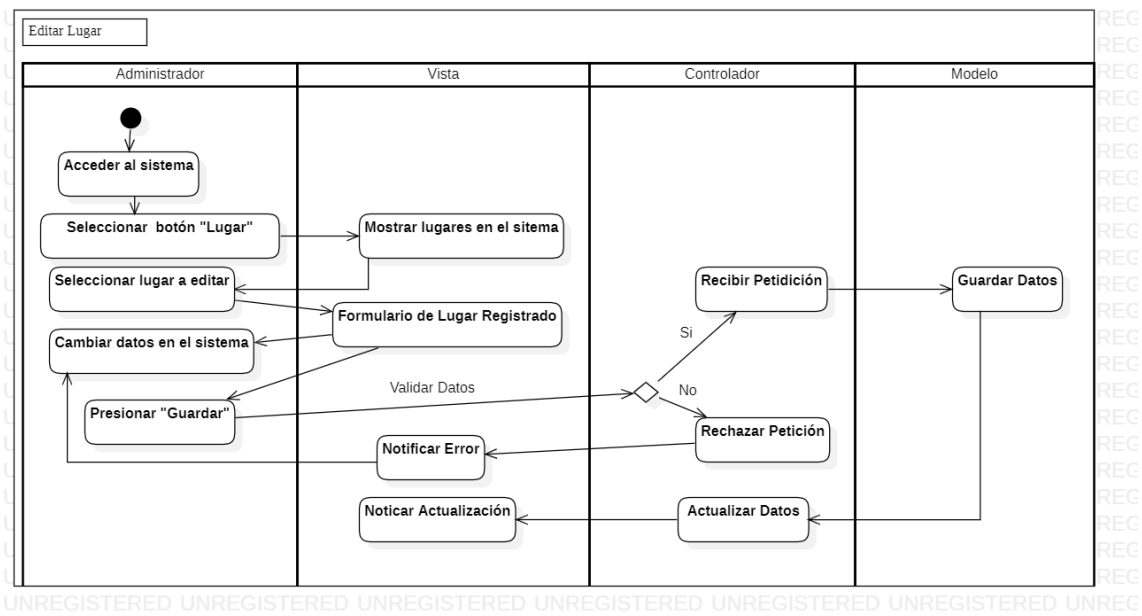 Editar Lugar
Administrador
Vista
Controlador
Modelo
Acceder al sistema
Seleccionar botón "Lugar"
Mostrar lugares en el sitema
Seleccionar lugar a editar
Recibir Petidición
Guardar Datos
Formulario de Lugar Registrado
Cambiar datos en el sistema
Si
Validar Datos
No
Presionar "Guardar"
Rechazar Petición
Notificar Error
Noticar Actualización
Actualizar Datos
UNREGISTERED UNREGISTERED UNREGISTERED UNREGISTERED UNREGISTERED UNREGISTERED UNREG